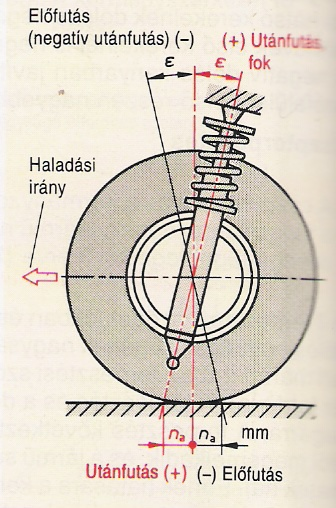 Előfutás
(negatív utánfutás) (–)
(+) Utánfutás,
fok
ε
ε
Haladási
irány
nₐ
nₐ
mm
Utánfutás (+)
(–) Előfutás